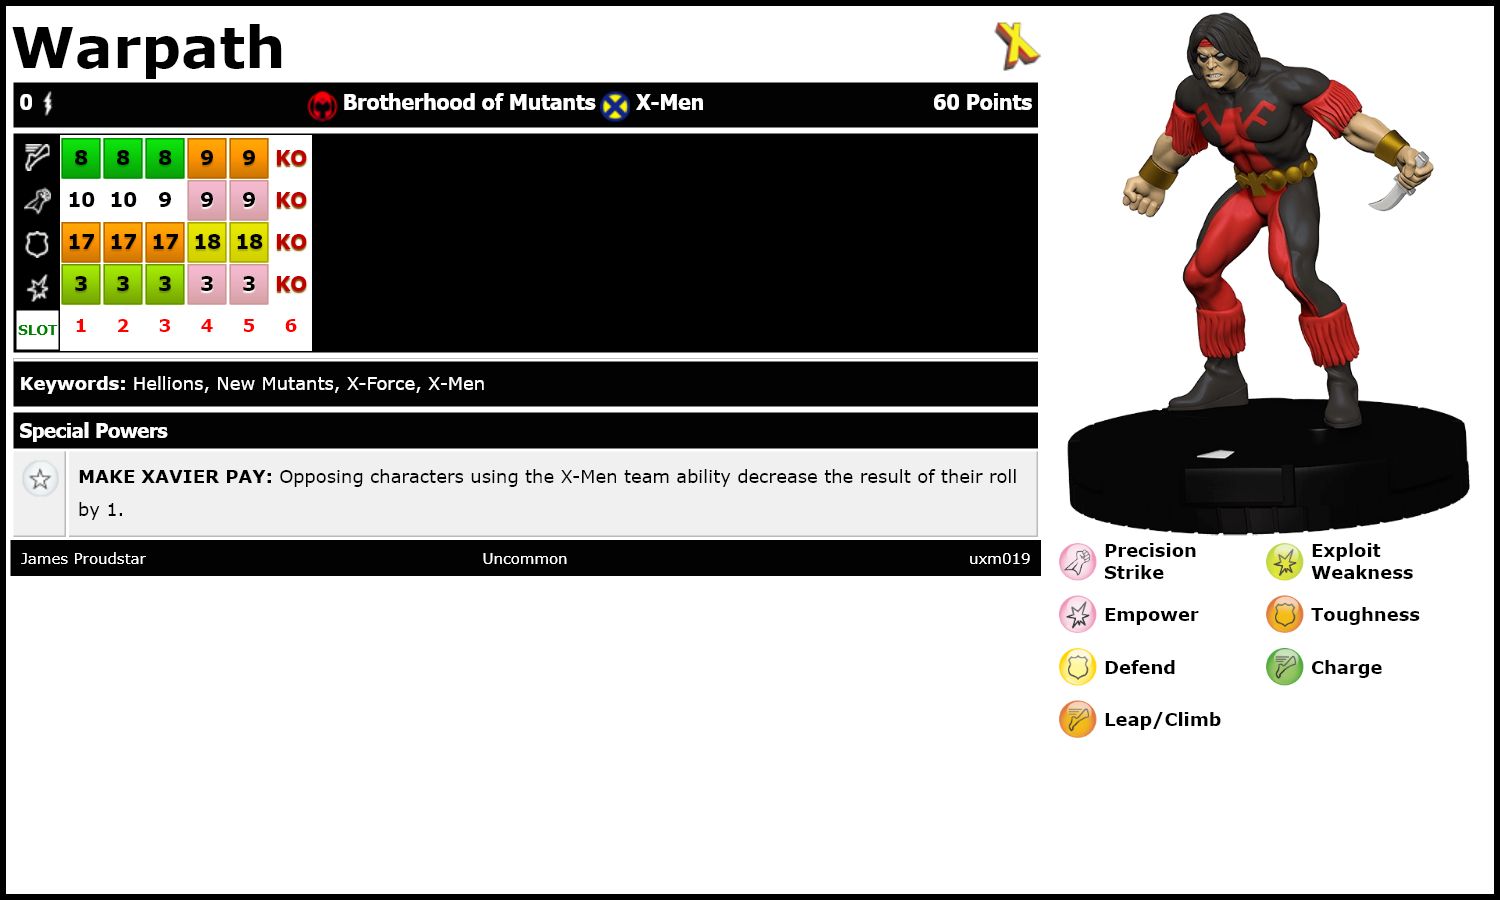 Warpath
0 Brotherhood of Mutants X-Men 60 Points
8 8 8 9 9 KO
10 10 9 9 9 KO
17 17 17 18 18 KO
3 3 3 3 3 KO
SLOT 1 2 3 4 5 6
Keywords: Hellions, New Mutants, X-Force, X-Men
Special Powers
MAKE XAVIER PAY: Opposing characters using the X-Men team ability decrease the result of their roll
by 1.
James Proudstar Uncommon uxm019
Precision
Strike
Exploit
Weakness
Empower
Toughness
Defend
Charge
Leap/Climb